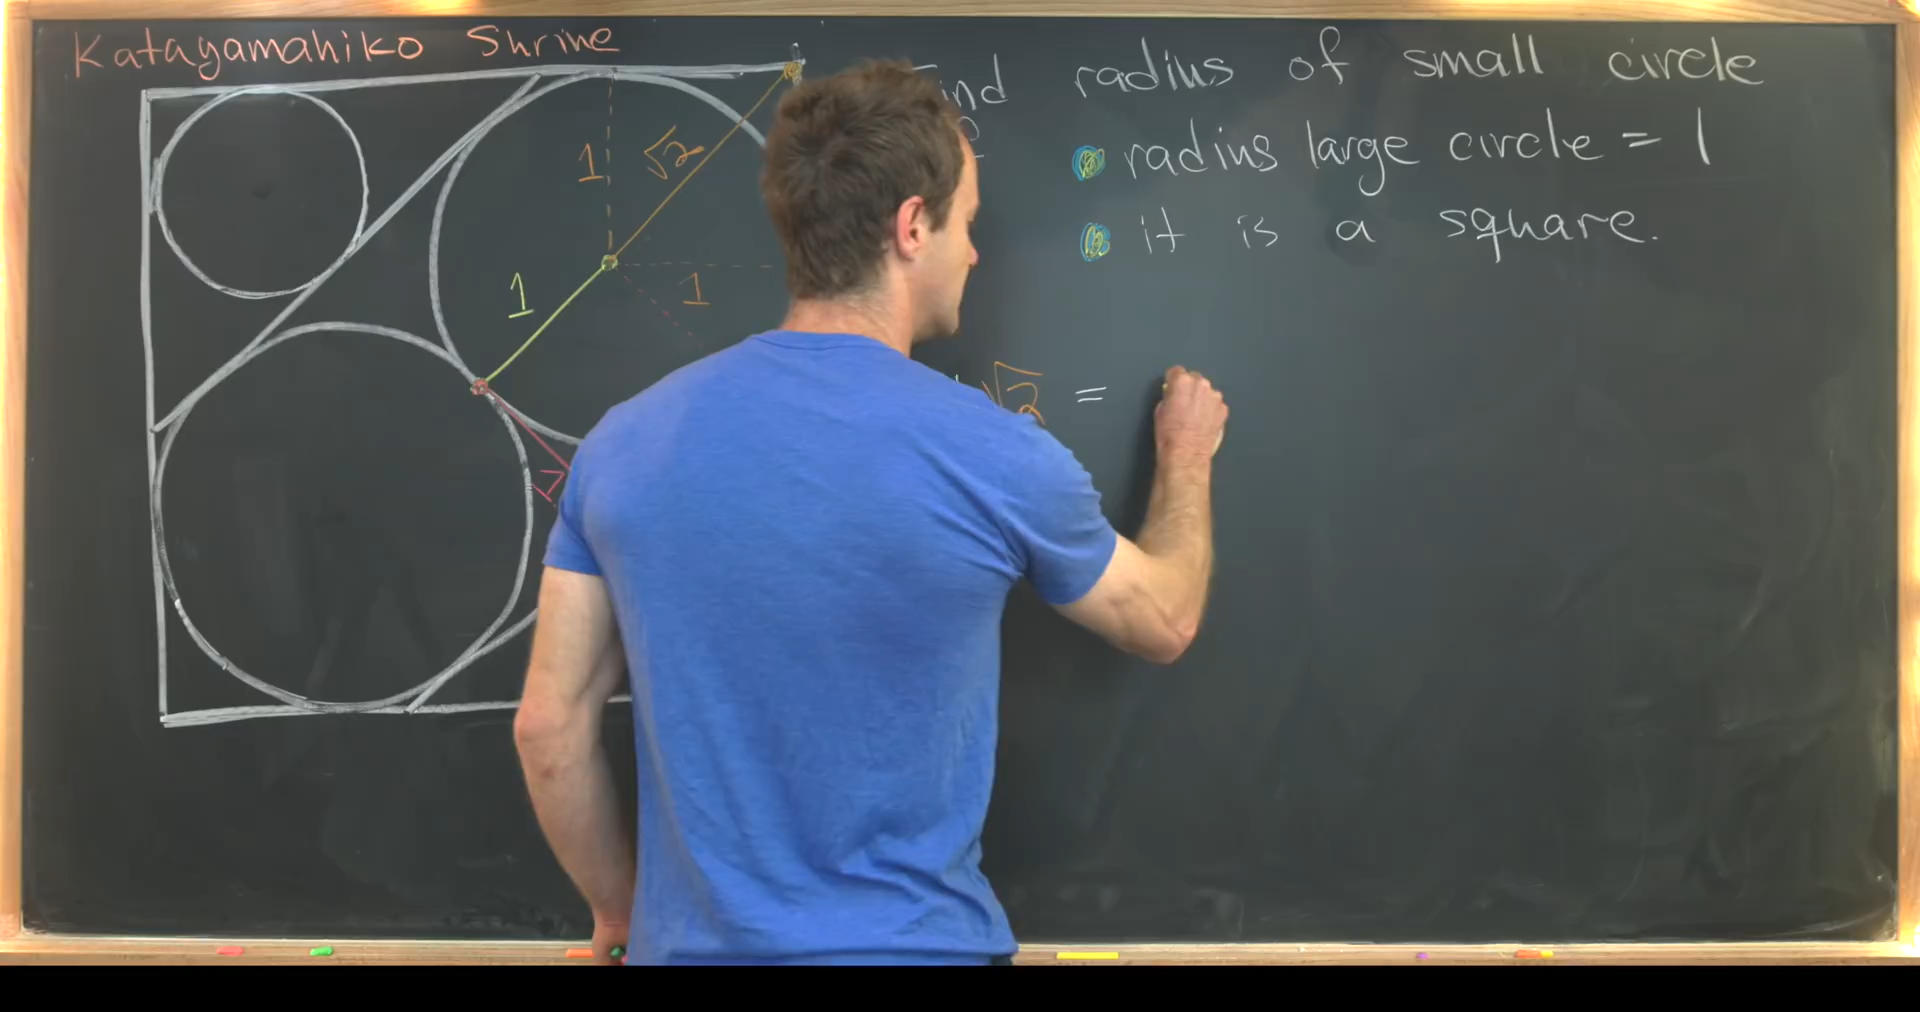 Katayamahiko Shrine
radius of small circle
radius large circle = 1
it is a square.
1
√2
1
1
√2 =